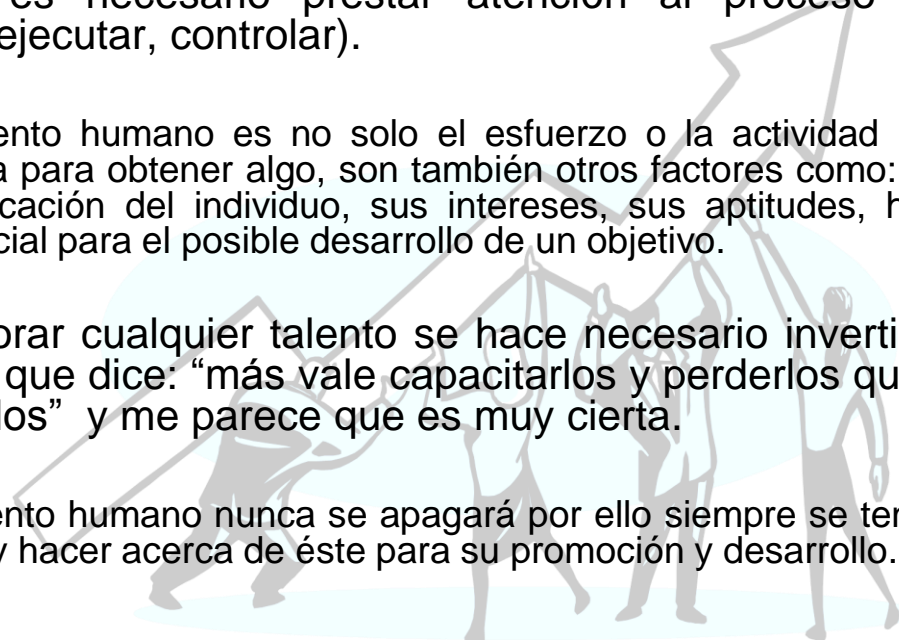 es necesario prestar atención al proceso
ejecutar, controlar).
ento humano es no solo el esfuerzo o la actividad
a para obtener algo, son también otros factores como:
cación del individuo, sus intereses, sus aptitudes, h
cial para el posible desarrollo de un objetivo.
orar cualquier talento se hace necesario inverti
que dice: “más vale capacitarlos y perderlos qu
los” y me parece que es muy cierta.
ento humano nunca se apagará por ello siempre se ter
y hacer acerca de éste para su promoción y desarrollo.